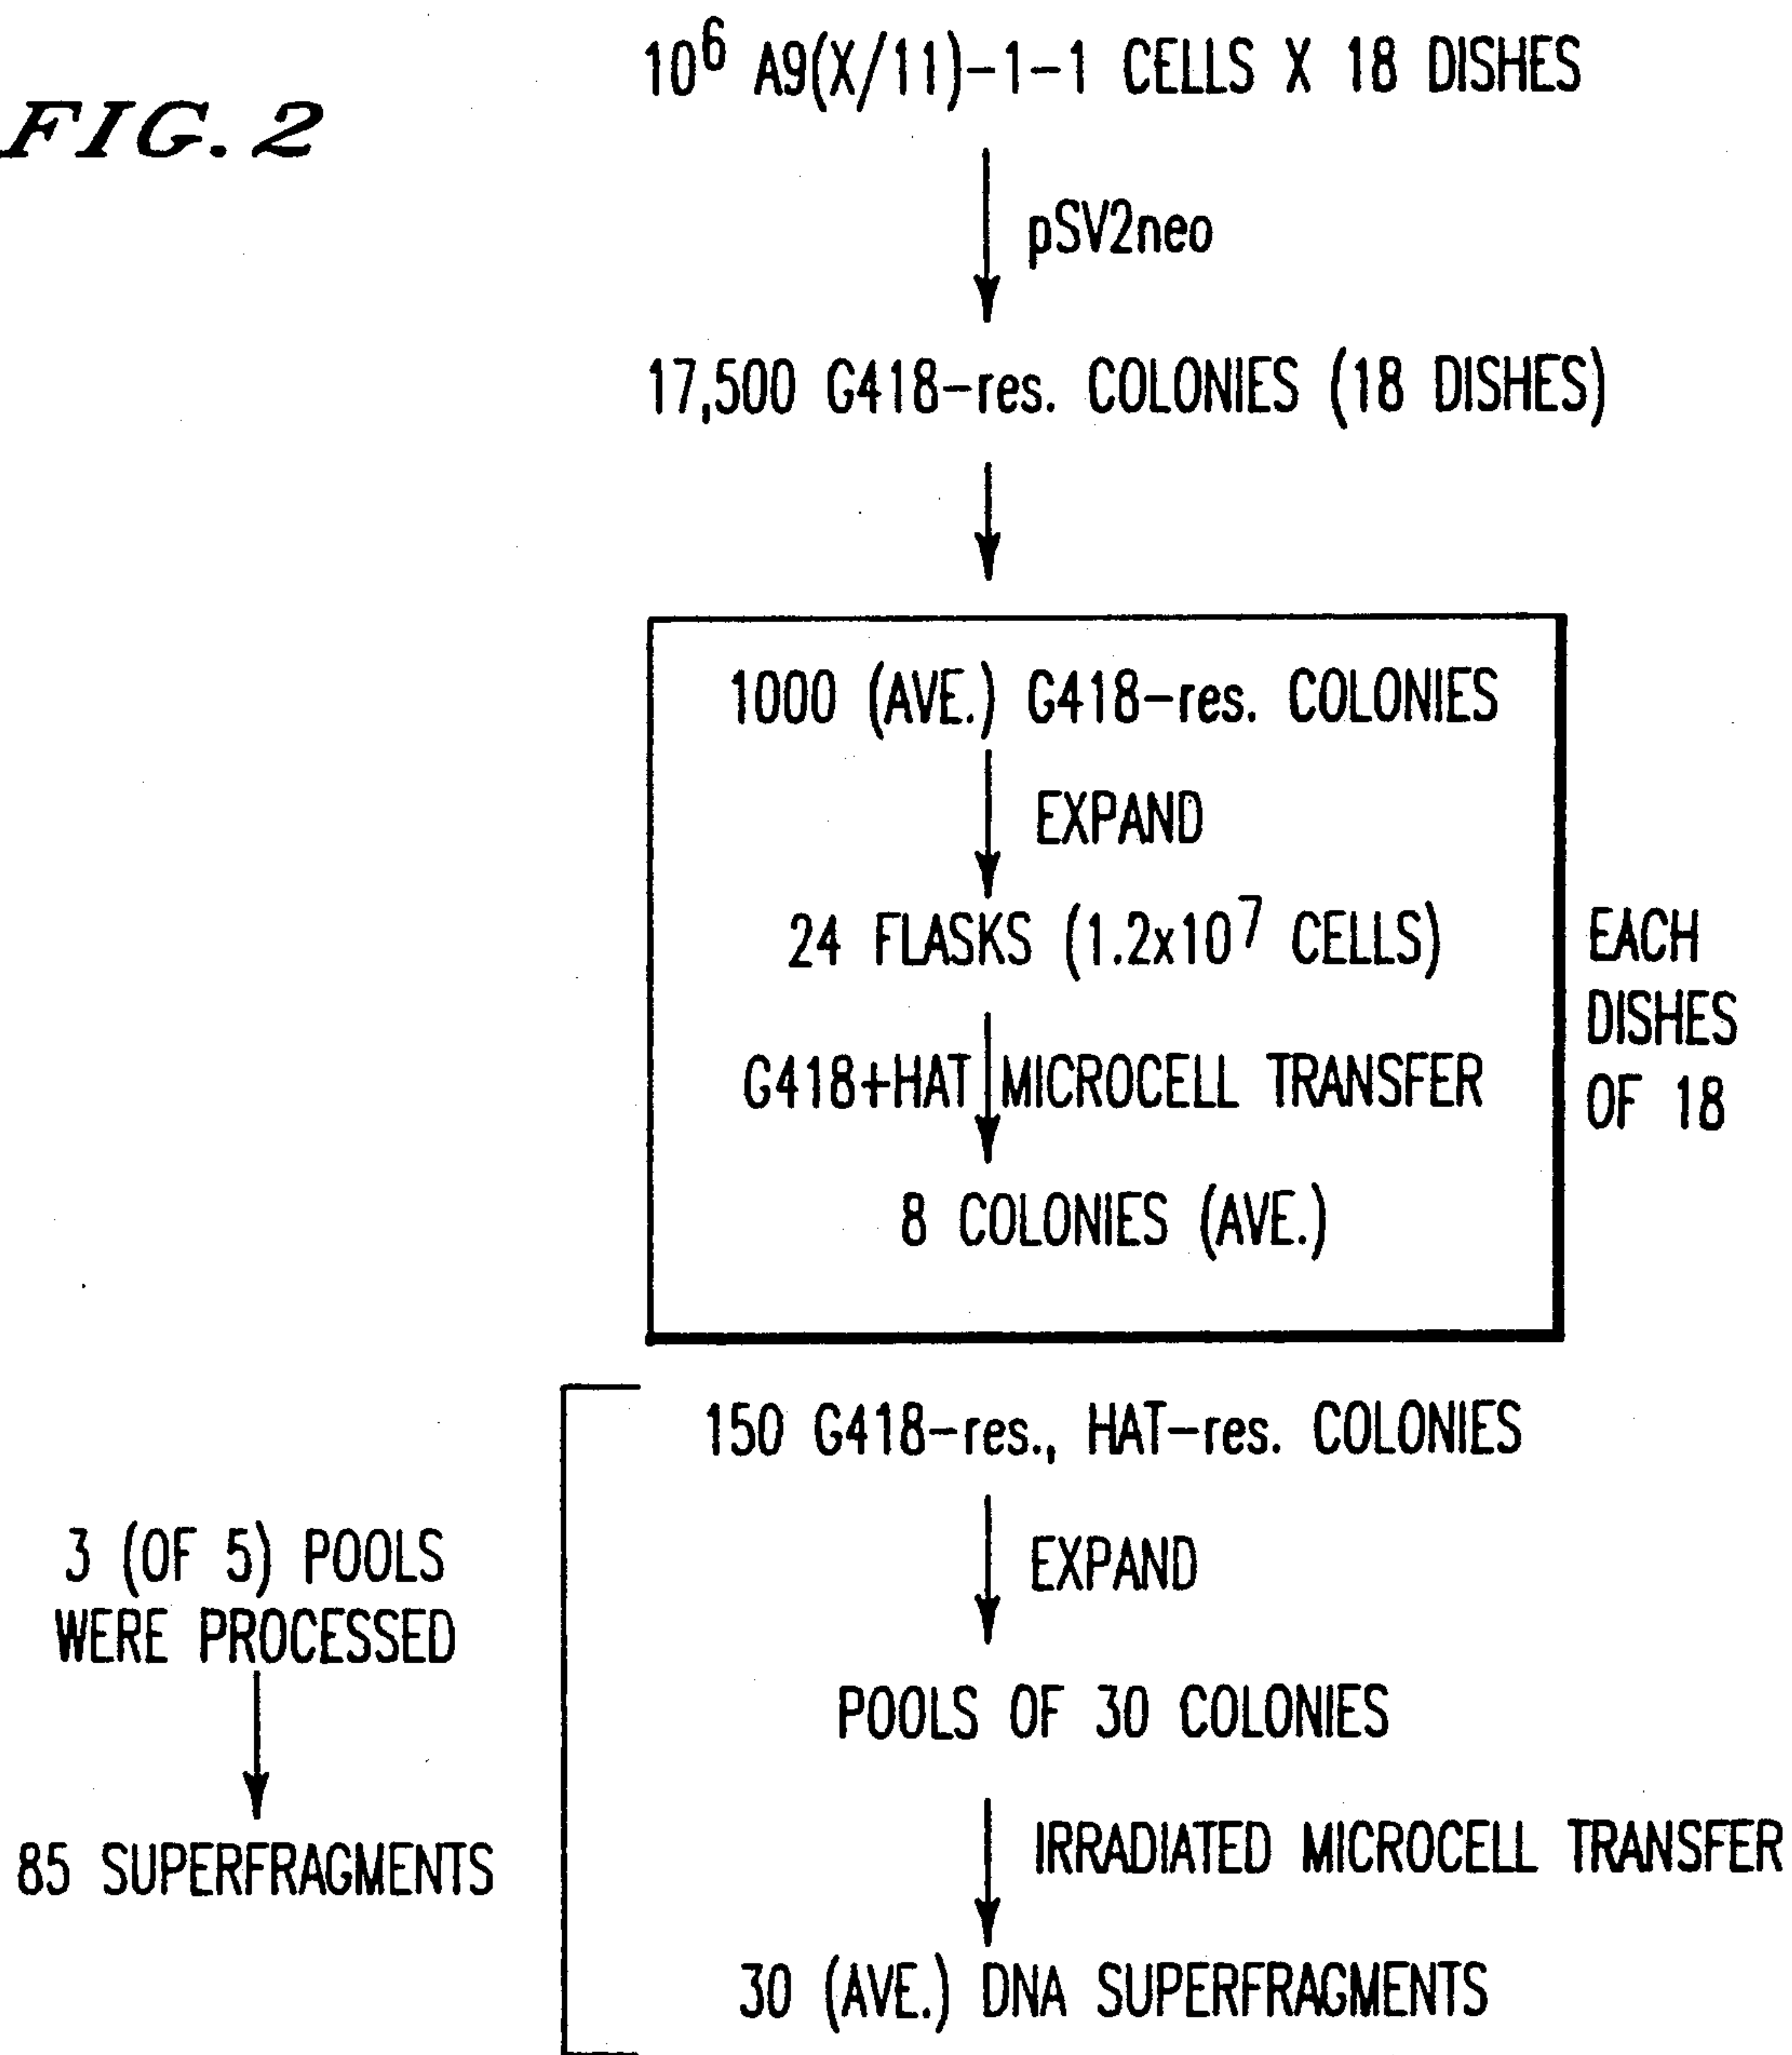 FIG. 2
10⁶ A9(X/11)-1-1 CELLS X 18 DISHES
pSV2neo
17,500 G418-res. COLONIES (18 DISHES)
1000 (AVE.) G418-res. COLONIES
EXPAND
24 FLASKS (1.2x10⁷ CELLS)
G418+HAT MICROCELL TRANSFER
8 COLONIES (AVE.)
EACH
DISHES
OF 18
150 G418-res., HAT-res. COLONIES
EXPAND
POOLS OF 30 COLONIES
IRRADIATED MICROCELL TRANSFER
30 (AVE.) DNA SUPERFRAGMENTS
3 (OF 5) POOLS
WERE PROCESSED
85 SUPERFRAGMENTS